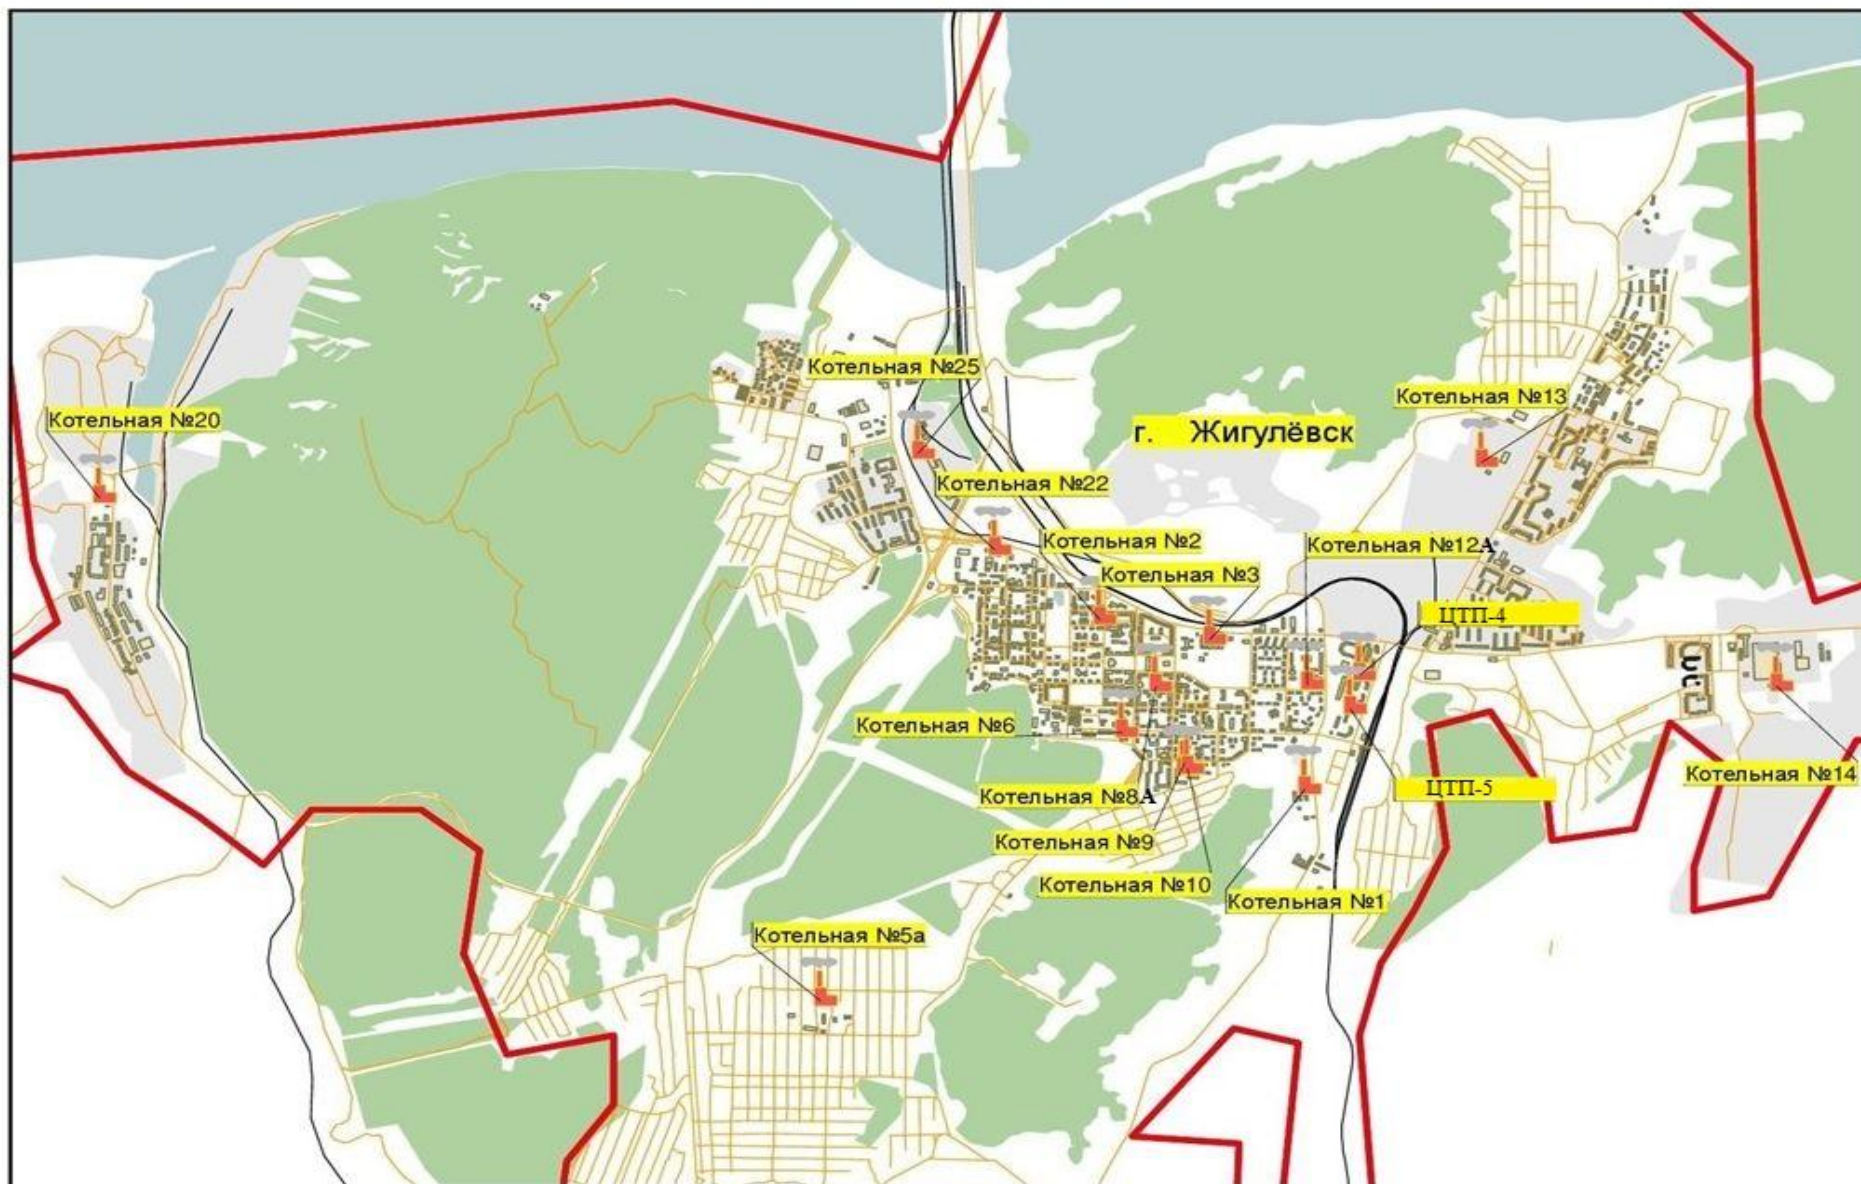 Котельная №25
Котельная №13
Котельная №20
г. Жигулёвск
Котельная №22
Котельная №2
Котельная №12А
Котельная №3
ЦТП-4
Котельная №6
Котельная №14
ЦТП-5
Котельная №8А
Котельная №9
Котельная №10
Котельная №1
Котельная №5а